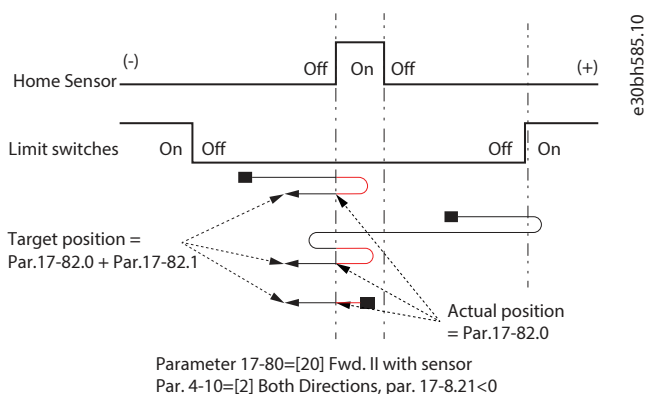 e30bh585.10
(-)
(+)
Home Sensor
Off
On
Off
Limit switches
On
Off
Off
On
Target position =
Par.17-82.0 + Par.17-82.1
Actual position
= Par.17-82.0
Parameter 17-80=[20] Fwd. II with sensor
Par. 4-10=[2] Both Directions, par. 17-8.21<0